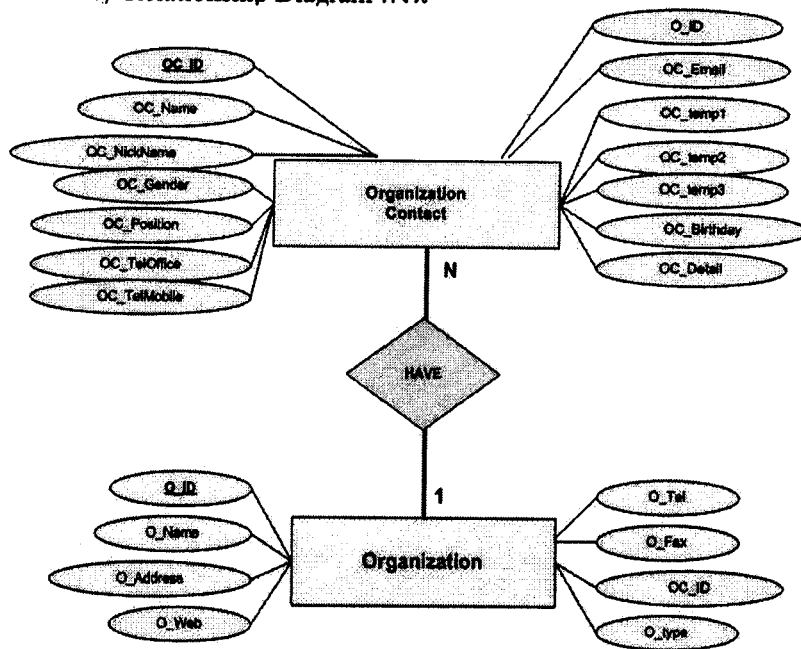 Relationship Diagram
OC_ID
OC_Name
OC_NickName
OC_Gender
OC_Position
OC_TelOffice
OC_TelMobile
O_ID
OC_Email
OC_temp1
OC_temp2
OC_temp3
OC_Birthday
OC_Detail
Organization
Contact
N
HAVE
1
O_ID
O_Name
O_Address
O_Web
Organization
O_Tel
O_Fax
OC_ID
O_type